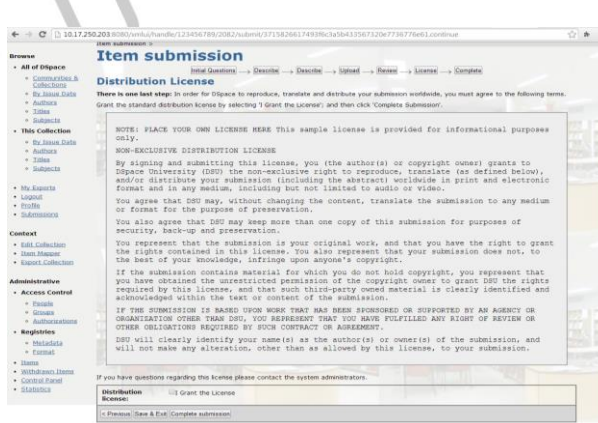 10.17.250.203:8080/xmlui/handle/123456789/2082/submit/
Item submission
Browse
All of DSpace
Communities &
Collections
By Issue Date
Authors
Titles
Subjects
This Collection
By Issue Date
Authors
Titles
Subjects
My Exports
Logout
Profile
Submissions
Context
Edit Collection
Item Mapper
Export Collection
Administrative
Access Control
People
Groups
Authorizations
Registries
Metadata
Format
Items
Withdrawn Items
Control Panel
Statistics
Item submission
Initial Questions → Describe → Describe → Upload → Review → License → Complete
Distribution License
There is one last step: In order for DSpace to reproduce, translate and distribute your submission worldwide, you must agree to the following terms.
Grant the standard distribution license by selecting 'I Grant the License'; and then click 'Complete Submission'.
NOTE: PLACE YOUR OWN LICENSE HERE This sample license is provided for informational purposes
only.
NON-EXCLUSIVE DISTRIBUTION LICENSE
By signing and submitting this license, you (the author(s) or copyright owner) grants to
DSpace University (DSU) the non-exclusive right to reproduce, translate (as defined below),
and/or distribute your submission (including the abstract) worldwide in print and electronic
format and in any medium, including but not limited to audio or video.
You agree that DSU may, without changing the content, translate the submission to any medium
or format for the purpose of preservation.
You also agree that DSU may keep more than one copy of this submission for purposes of
security, back-up and preservation.
You represent that the submission is your original work, and that you have the right to grant
the rights contained in this license. You also represent that your submission does not, to
the best of your knowledge, infringe upon anyone's copyright.
If the submission contains material for which you do not hold copyright, you represent that
you have obtained the unrestricted permission of the copyright owner to grant DSU the rights
required by this license, and that such third-party owned material is clearly identified and
acknowledged within the text or content of the submission.
IF THE SUBMISSION IS BASED UPON WORK THAT HAS BEEN SPONSORED OR SUPPORTED BY AN AGENCY OR
ORGANIZATION OTHER THAN DSU, YOU REPRESENT THAT YOU HAVE FULFILLED ANY RIGHT OF REVIEW OR
OTHER OBLIGATIONS REQUIRED BY SUCH CONTRACT OR AGREEMENT.
DSU will clearly identify your name(s) as the author(s) or owner(s) of the submission, and
will not make any alteration, other than as allowed by this license, to your submission.
If you have questions regarding this license please contact the system administrators.
Distribution
license:
I Grant the License
< Previous Save & Exit Complete submission